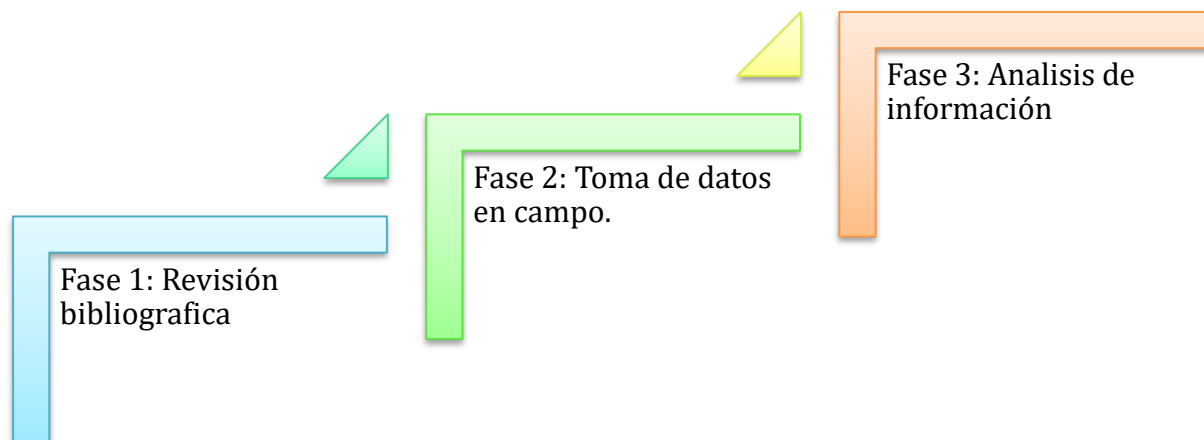 Fase 1: Revisión
bibliografica
Fase 2: Toma de datos
en campo.
Fase 3: Analisis de
información